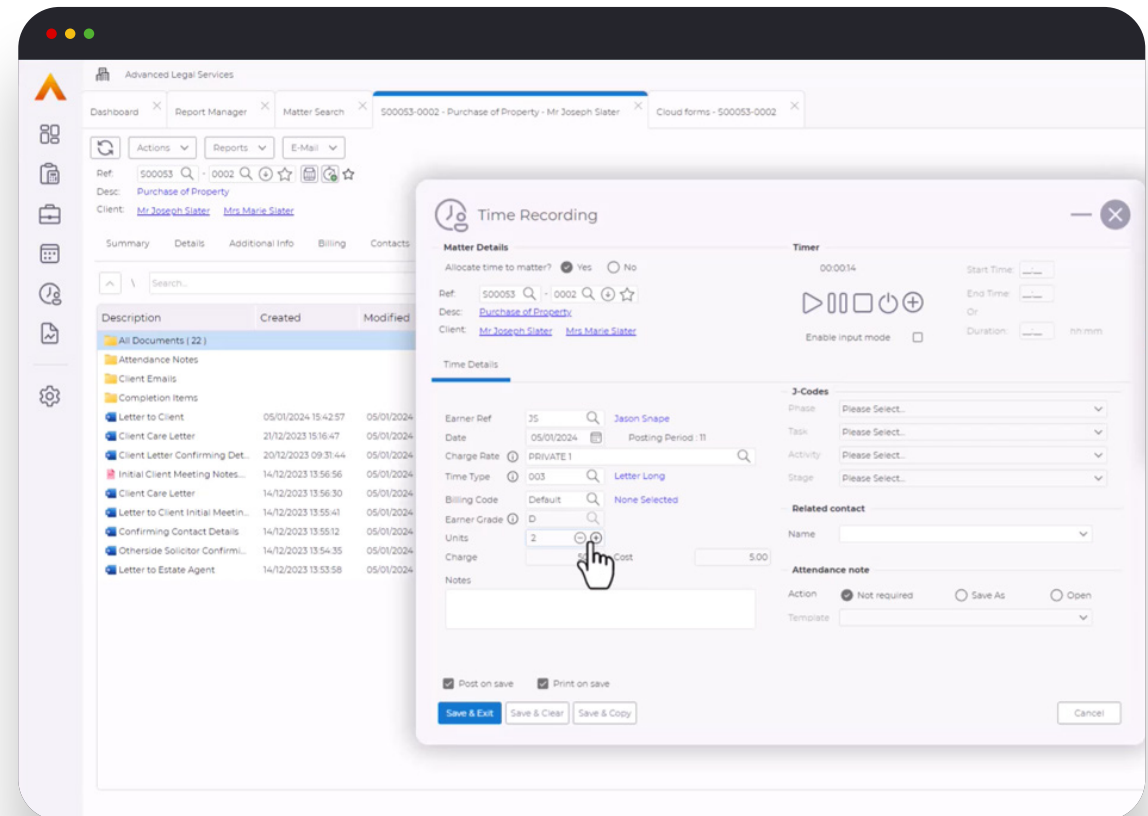 Advanced Legal Services
Dashboard Report Manager Matter Search S00053-0002 - Purchase of Property - Mr Joseph Slater Cloud forms - S00053-0002
Actions Reports E-Mail
Ref: S00053 - 0002
Desc: Purchase of Property
Client: Mr Joseph Slater Mrs Marie Slater
Summary Details Additional Info Billing Contacts
\ Search...
Description Created Modified
All Documents ( 22 )
Attendance Notes
Client Emails
Completion Items
Letter to Client 05/01/2024 15:42:57 05/01/2024
Client Care Letter 21/12/2023 15:16:47 05/01/2024
Client Letter Confirming Det... 20/12/2023 09:31:44 05/01/2024
Initial Client Meeting Notes... 14/12/2023 13:56:56 05/01/2024
Client Care Letter 14/12/2023 13:56:30 05/01/2024
Letter to Client Initial Meetin... 14/12/2023 13:55:41 05/01/2024
Confirming Contact Details 14/12/2023 13:55:12 05/01/2024
Otherside Solicitor Confirmi... 14/12/2023 13:54:35 05/01/2024
Letter to Estate Agent 14/12/2023 13:53:58 05/01/2024
Time Recording
Matter Details
Allocate time to matter? Yes No
Ref: S00053 - 0002
Desc: Purchase of Property
Client: Mr Joseph Slater Mrs Marie Slater
Timer
00:00:14
Enable input mode
Start Time: __:__
End Time: __:__
Or
Duration: __:__ hh:mm
Time Details
Earner Ref JS Jason Snape
Date 05/01/2024 Posting Period : 11
Charge Rate PRIVATE 1
Time Type 003 Letter Long
Billing Code Default None Selected
Earner Grade D
Units 2
Charge Cost 5.00
Notes
J-Codes
Phase Please Select...
Task Please Select...
Activity Please Select...
Stage Please Select...
Related contact
Name
Attendance note
Action Not required Save As Open
Template
Post on save Print on save
Save & Exit Save & Clear Save & Copy Cancel